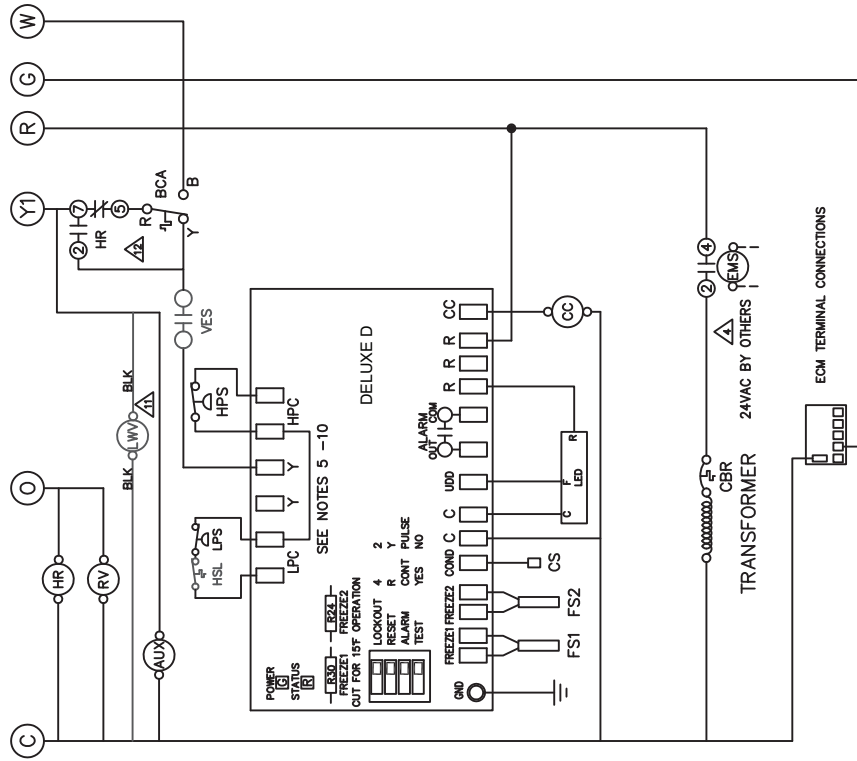 C
O
Y1
R
G
W
HR
RV
AUX
BLK
LWV
BLK
11
HR
2
7
5
12
R
BCA
Y
B
VES
HPS
HSL
LPS
LPC
Y
Y
HPC
SEE NOTES 5 -10
DELUXE D
POWER
G
STATUS
R
R30
FREEZE1
R24
FREEZE2
CUT FOR 15°F OPERATION
LOCKOUT 4 2
RESET R Y
ALARM CONT PULSE
TEST YES NO
GND
FREEZE1
FREEZE2
COND
C
C
UDD
ALARM
OUT
COM
R
R
R
CC
FS1
FS2
CS
C
F
LED
R
CC
TRANSFORMER
CBR
24VAC BY OTHERS
4
2
4
EMS
ECM TERMINAL CONNECTIONS